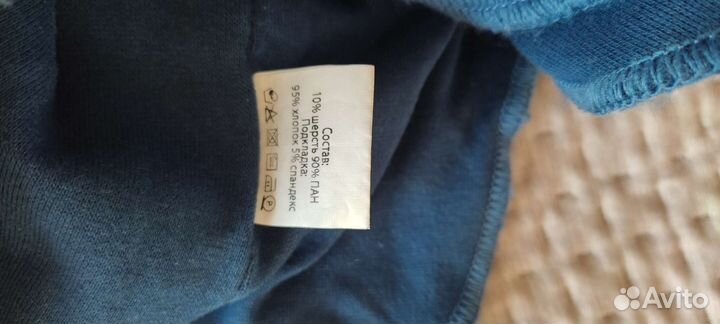 Состав:
10% шерсть 90% ПАН
Подкладка:
95% хлопок 5% спандекс
P
Avito